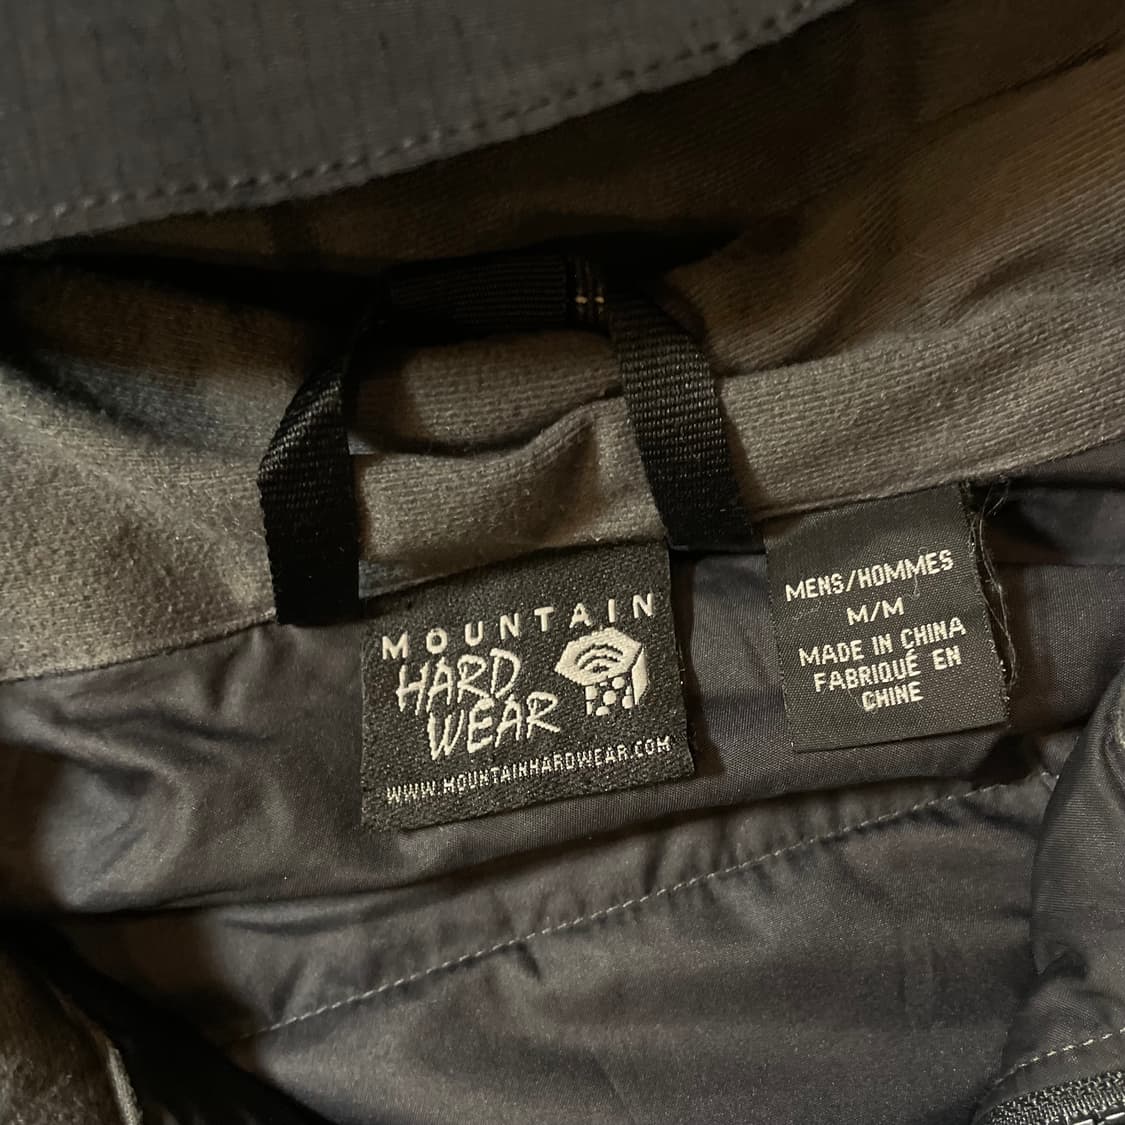 MOUNTAIN
HARD
WEAR
WWW.MOUNTAINHARDWEAR.COM
MENS/HOMMES
M/M
MADE IN CHINA
FABRIQUÉ EN
CHINE